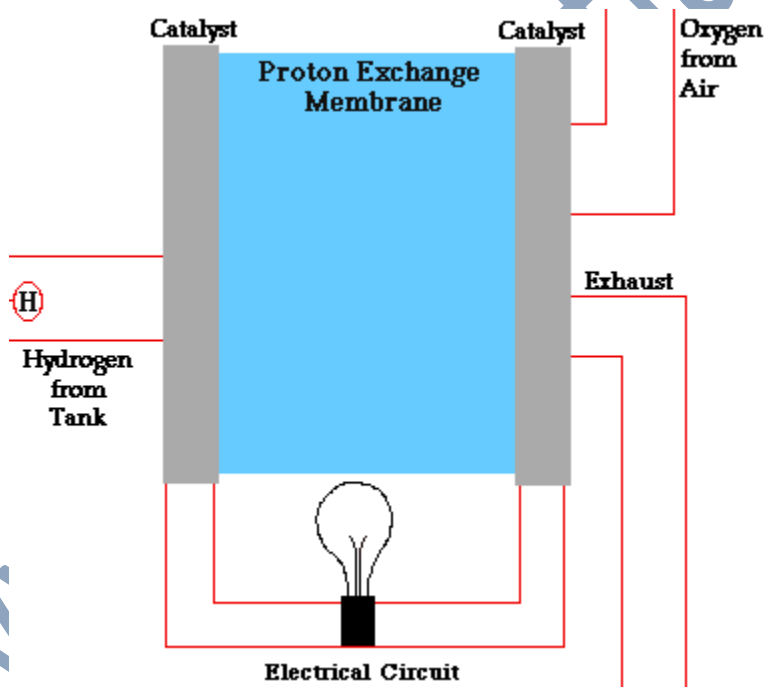 Catalyst
Catalyst
Oxygen
from
Air
Proton Exchange
Membrane
Exhaust
H
Hydrogen
from
Tank
Electrical Circuit